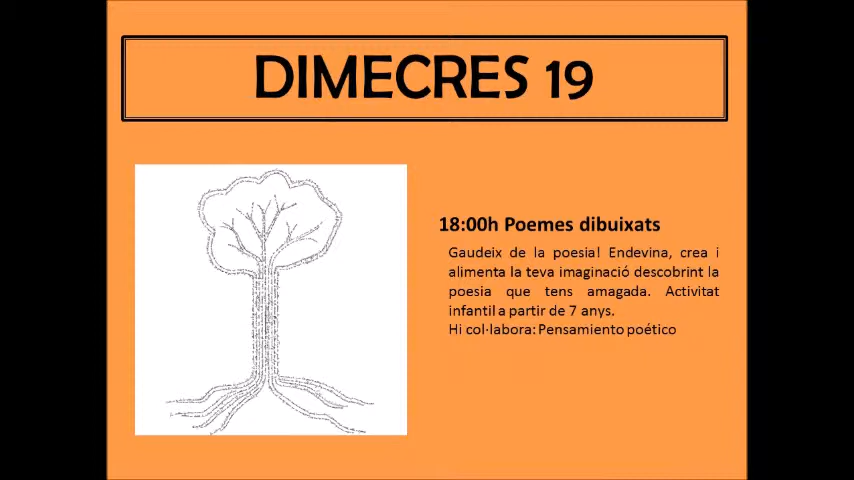 DIMECRES 19
18:00h Poemes dibuixats
Gaudeix de la poesia! Endevina, crea i
alimenta la teva imaginació descobrint la
poesia que tens amagada. Activitat
infantil a partir de 7 anys.
Hi col·labora: Pensamiento poético